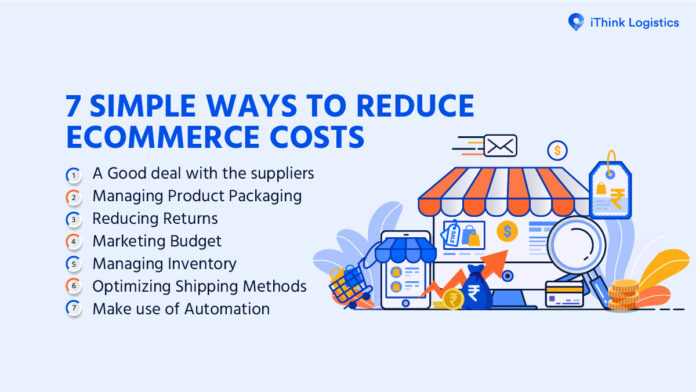 iThink Logistics
7 SIMPLE WAYS TO REDUCE
ECOMMERCE COSTS
1 A Good deal with the suppliers
2 Managing Product Packaging
3 Reducing Returns
4 Marketing Budget
5 Managing Inventory
6 Optimizing Shipping Methods
7 Make use of Automation
SALE
$
$
₹
₹
₹